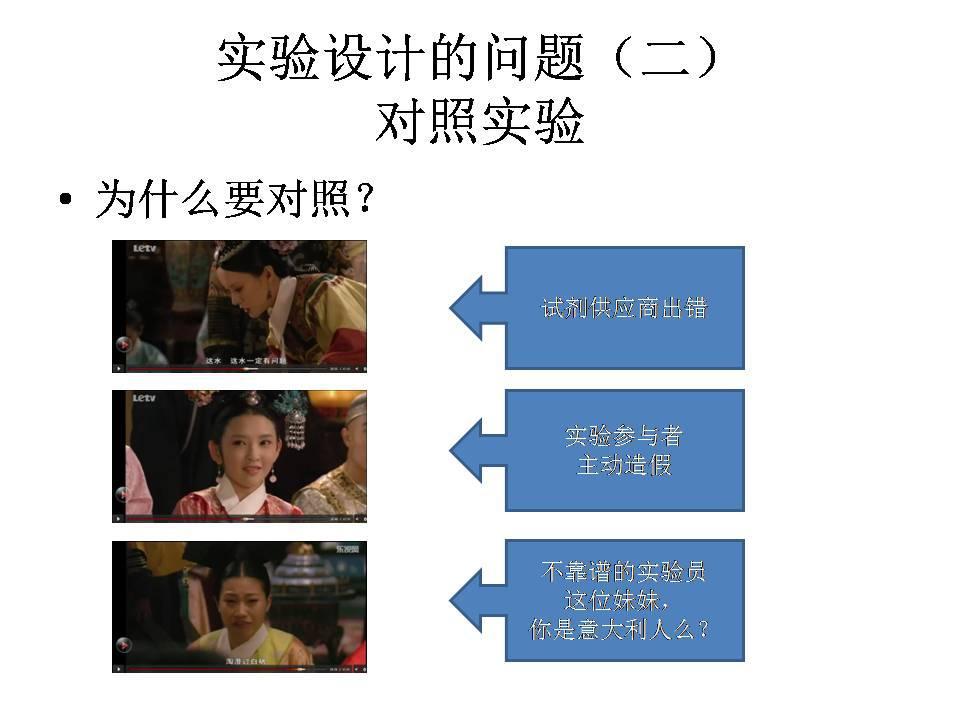 实验设计的问题（二）
对照实验
• 为什么要对照？
Letv
这水 这水一定有问题
试剂供应商出错
Letv
实验参与者
主动造假
乐视网
不靠谱的实验员
这位妹妹，
你是意大利人么？